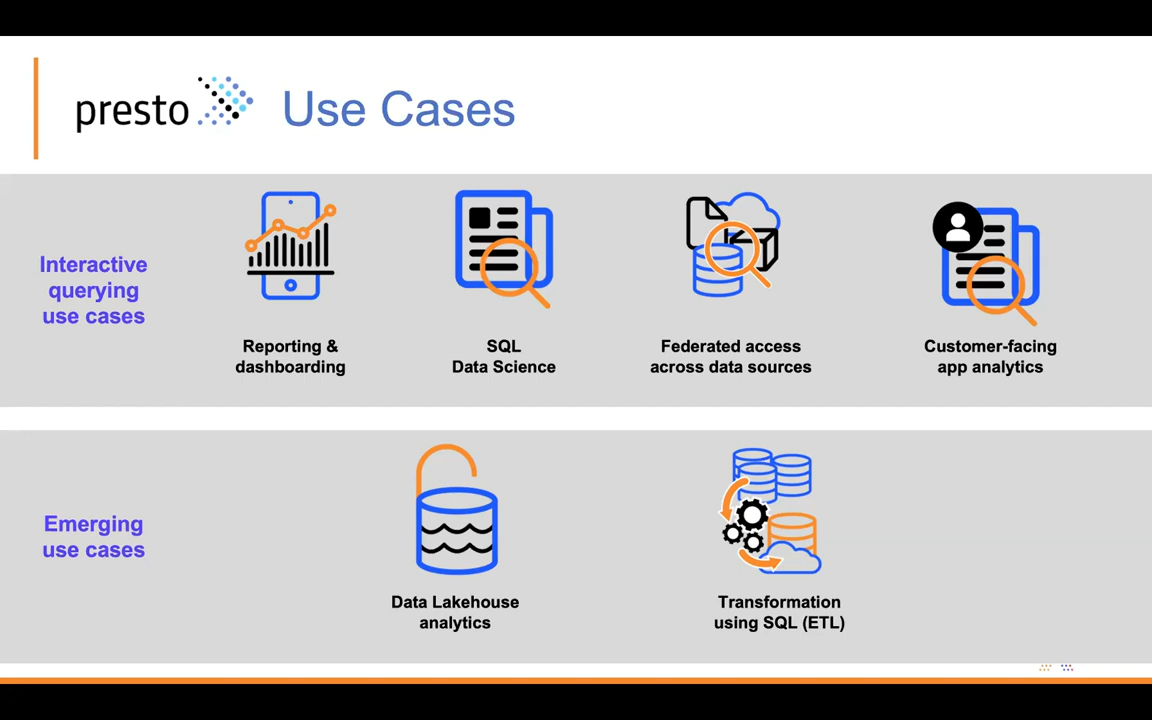 presto Use Cases
Interactive
querying
use cases
Reporting &
dashboarding
SQL
Data Science
Federated access
across data sources
Customer-facing
app analytics
Emerging
use cases
Data Lakehouse
analytics
Transformation
using SQL (ETL)